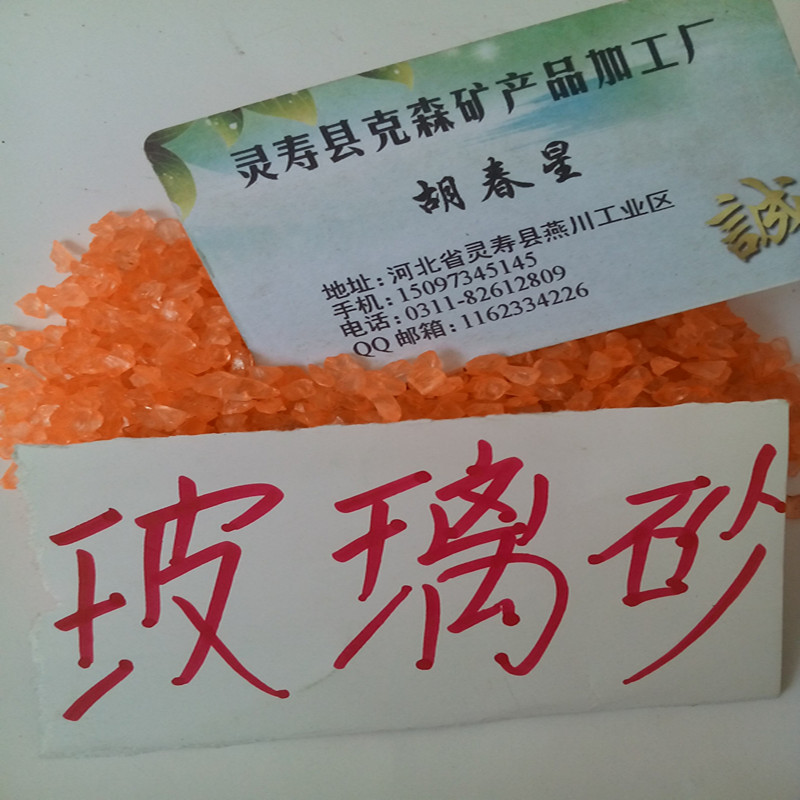 灵寿县克森矿产品加工厂
胡春星
誠
地址:河北省灵寿县燕川工业区
手机:15097345145
电话:0311-82612809
QQ邮箱:1162334226
玻璃砂